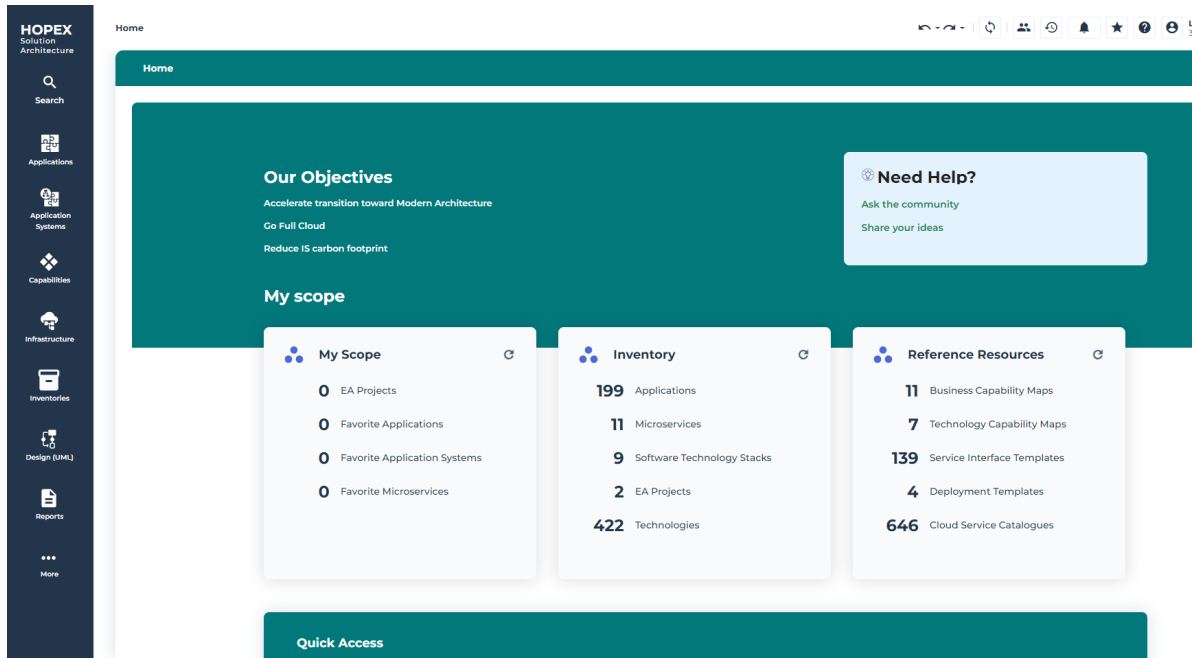 HOPEX
Solution
Architecture
Search
Applications
Application
Systems
Capabilities
Infrastructure
Inventories
Design (UML)
Reports
More
Home
Home
Our Objectives
Accelerate transition toward Modern Architecture
Go Full Cloud
Reduce IS carbon footprint
Need Help?
Ask the community
Share your ideas
My scope
My Scope
0 EA Projects
0 Favorite Applications
0 Favorite Application Systems
0 Favorite Microservices
Inventory
199 Applications
11 Microservices
9 Software Technology Stacks
2 EA Projects
422 Technologies
Reference Resources
11 Business Capability Maps
7 Technology Capability Maps
139 Service Interface Templates
4 Deployment Templates
646 Cloud Service Catalogues
Quick Access